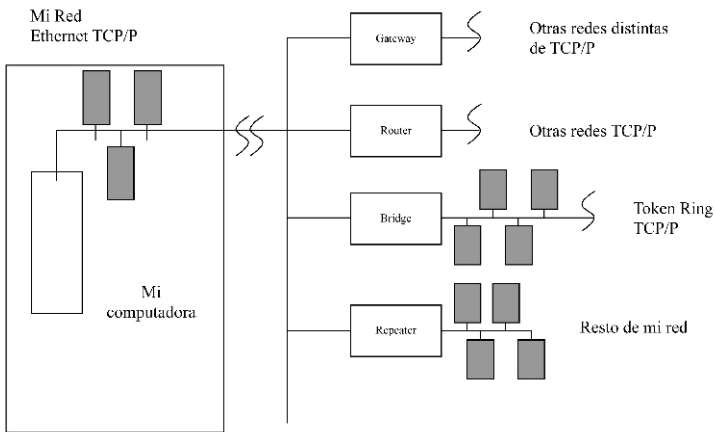 Mi Red
Ethernet TCP/P
Mi
computadora
Gateway
Otras redes distintas
de TCP/P
Router
Otras redes TCP/P
Bridge
Token Ring
TCP/P
Repeater
Resto de mi red